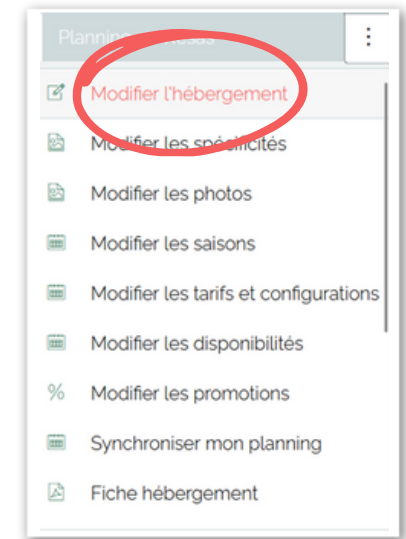 Modifier l'hébergement
Modifier les spécificités
Modifier les photos
Modifier les saisons
Modifier les tarifs et configurations
Modifier les disponibilités
% Modifier les promotions
Synchroniser mon planning
Fiche hébergement